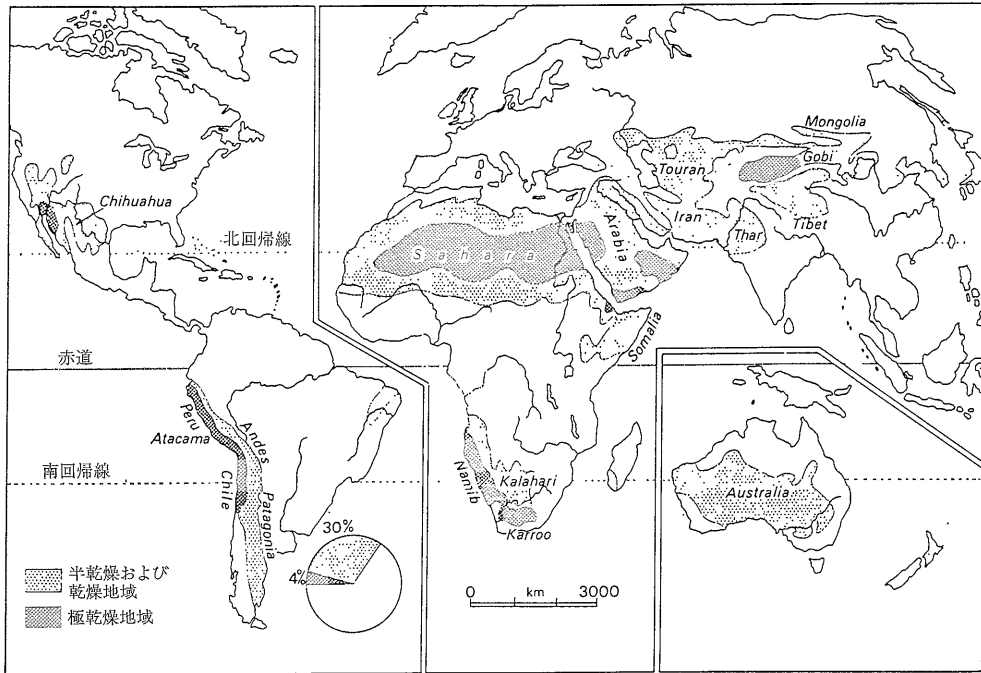 Mongolia
Gobi
Touran
Chihuahua
Iran
Tibet
Thar
Arabia
北回帰線
Sahara
Somalia
赤道
Peru
Andes
Atacama
南回帰線
Namib
Kalahari
Australia
Chile
Patagonia
Karroo
30%
4%
半乾燥および
乾燥地域
極乾燥地域
0 km 3000